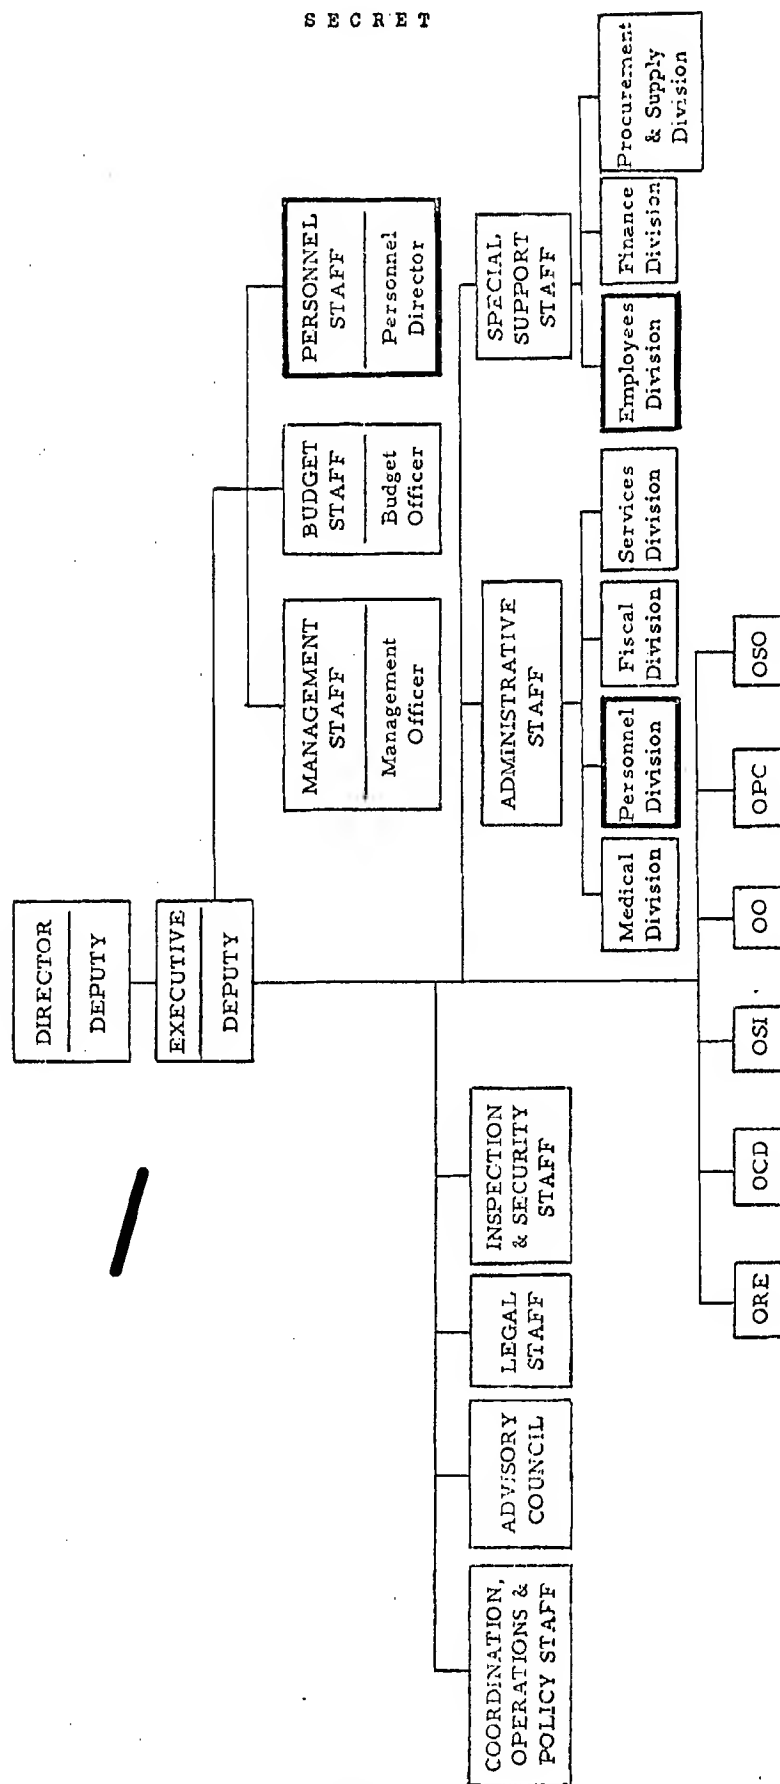 SECRET
DIRECTOR
DEPUTY
EXECUTIVE
DEPUTY
MANAGEMENT
STAFF
Management
Officer
BUDGET
STAFF
Budget
Officer
PERSONNEL
STAFF
Personnel
Director
COORDINATION,
OPERATIONS &
POLICY STAFF
ADVISORY
COUNCIL
LEGAL
STAFF
INSPECTION
& SECURITY
STAFF
ADMINISTRATIVE
STAFF
SPECIAL
SUPPORT
STAFF
Medical
Division
Personnel
Division
Fiscal
Division
Services
Division
Employees
Division
Finance
Division
Procurement
& Supply
Division
ORE
OCD
OSI
OO
OPC
OSO